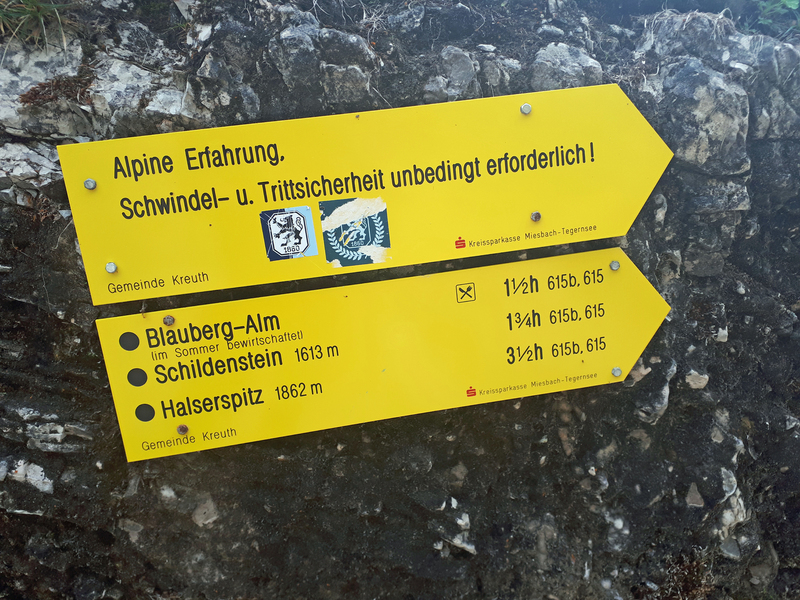 Alpine Erfahrung,
Schwindel- u. Trittsicherheit unbedingt erforderlich!
1860
1860
Gemeinde Kreuth
Kreissparkasse Miesbach-Tegernsee
Blauberg-Alm 1½h 615b, 615
(im Sommer bewirtschaftet)
Schildenstein 1613 m 1¾h 615b, 615
Halserspitz 1862 m 3½h 615b, 615
Gemeinde Kreuth
Kreissparkasse Miesbach-Tegernsee